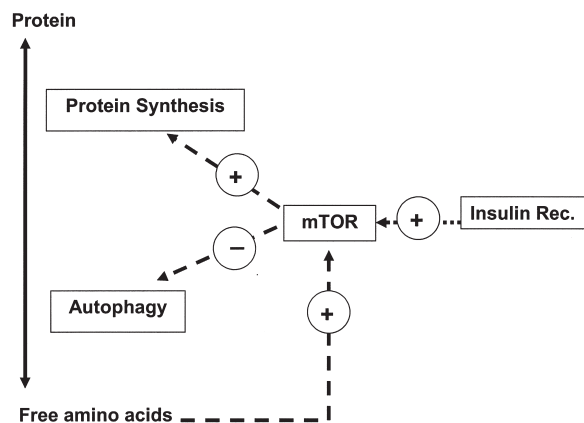 Protein
Protein Synthesis
+
mTOR
+
Insulin Rec.
−
Autophagy
+
Free amino acids